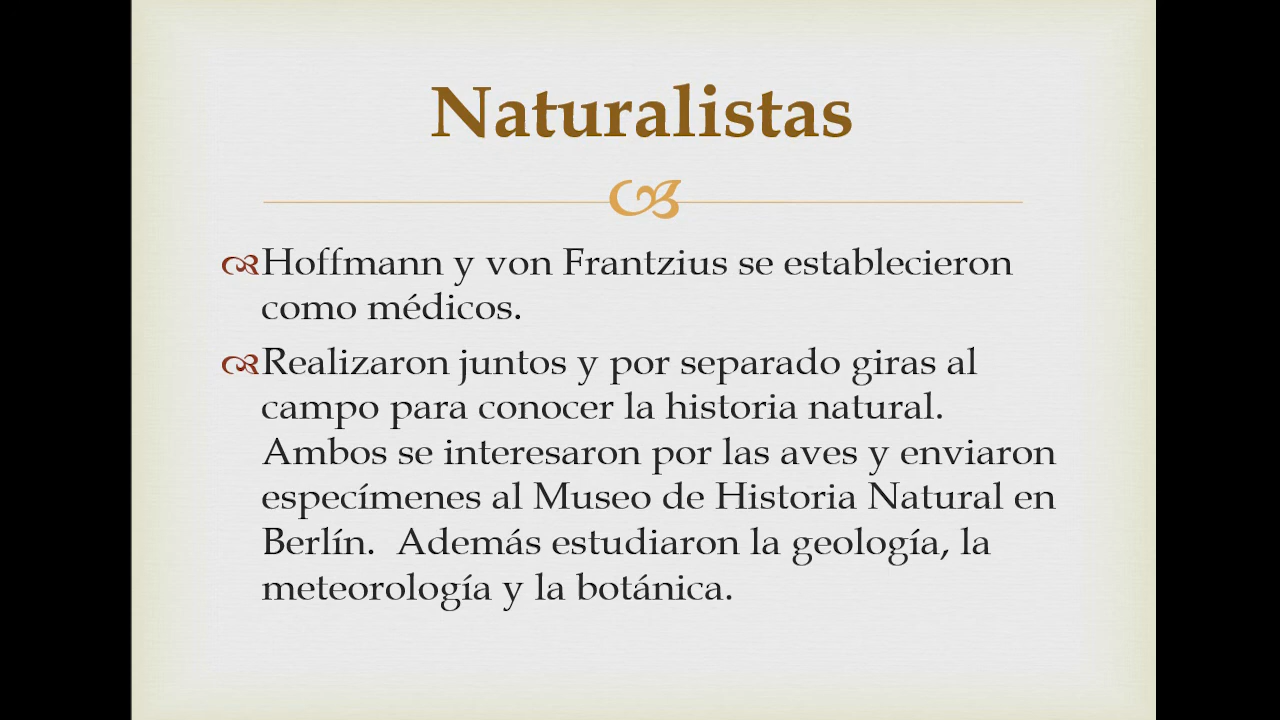 Naturalistas
Hoffmann y von Frantzius se establecieron
como médicos.
Realizaron juntos y por separado giras al
campo para conocer la historia natural.
Ambos se interesaron por las aves y enviaron
especímenes al Museo de Historia Natural en
Berlín.  Además estudiaron la geología, la
meteorología y la botánica.